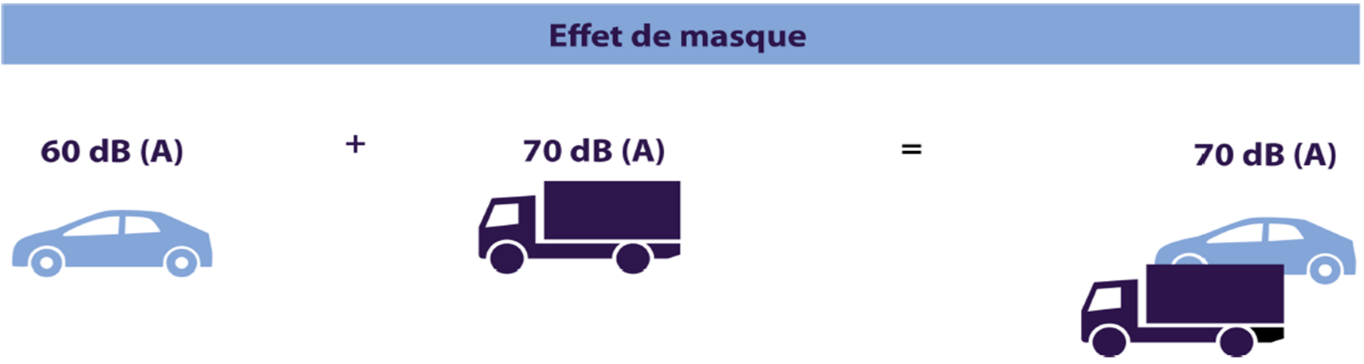 Effet de masque
60 dB (A) + 70 dB (A) = 70 dB (A)